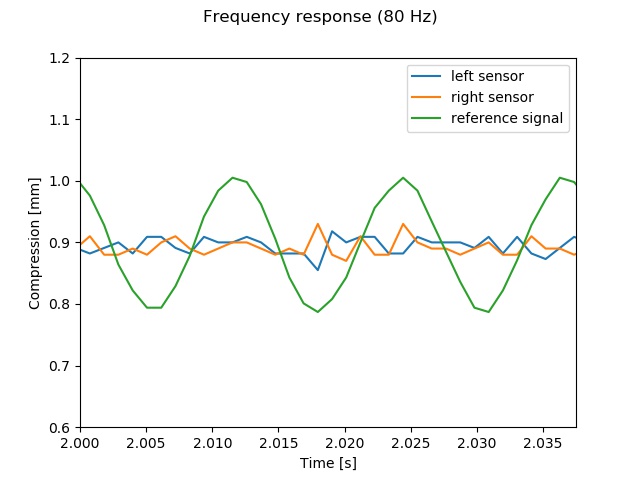 Frequency response (80 Hz)
1.2
1.1
1.0
0.9
0.8
0.7
0.6
Compression [mm]
left sensor
right sensor
reference signal
2.000 2.005 2.010 2.015 2.020 2.025 2.030 2.035
Time [s]